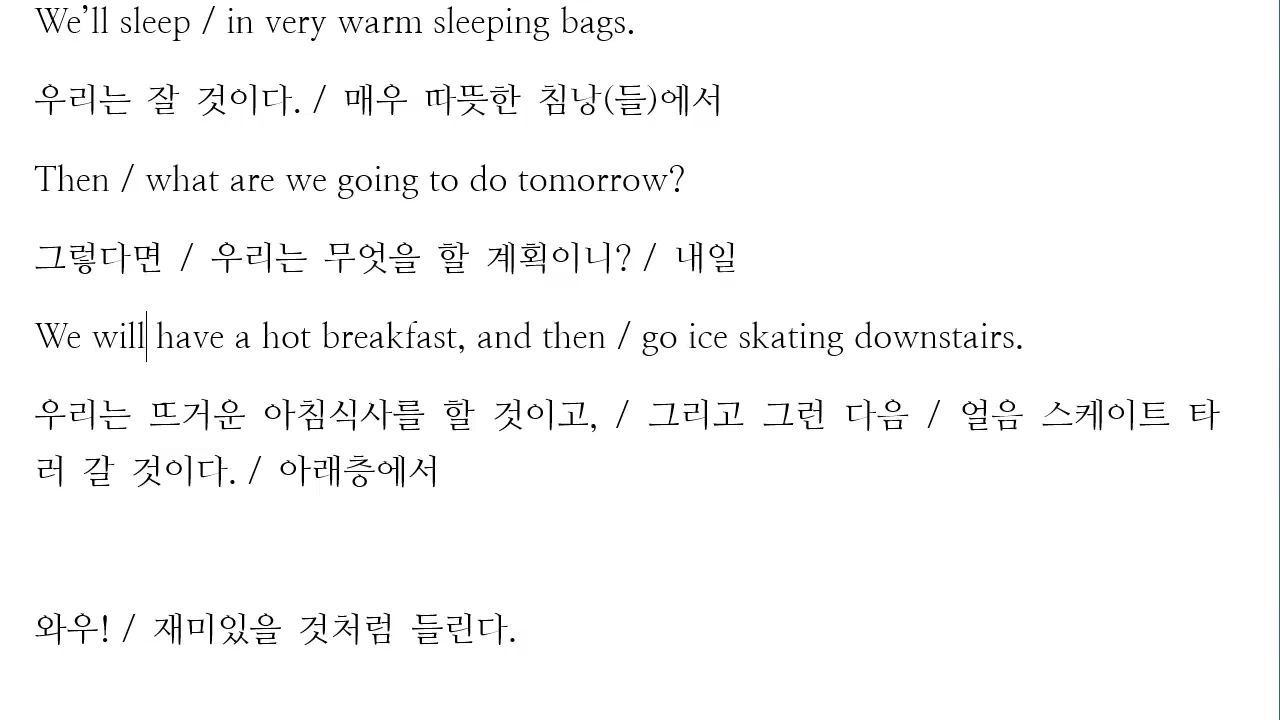 We’ll sleep / in very warm sleeping bags.
우리는 잘 것이다. / 매우 따뜻한 침낭(들)에서
Then / what are we going to do tomorrow?
그렇다면 / 우리는 무엇을 할 계획이니? / 내일
We will have a hot breakfast, and then / go ice skating downstairs.
우리는 뜨거운 아침식사를 할 것이고, / 그리고 그런 다음 / 얼음 스케이트 타
러 갈 것이다. / 아래층에서
와우! / 재미있을 것처럼 들린다.